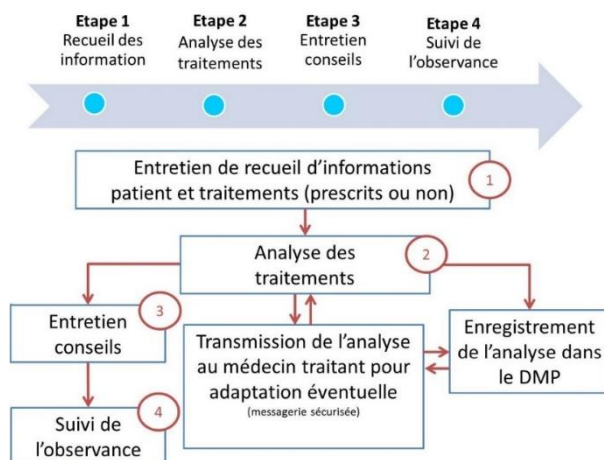 Etape 1
Recueil des
information
Etape 2
Analyse des
traitements
Etape 3
Entretien
conseils
Etape 4
Suivi de
l’observance
Entretien de recueil d’informations
patient et traitements (prescrits ou non)
1
Analyse des
traitements
2
Entretien
conseils
3
Transmission de l’analyse
au médecin traitant pour
adaptation éventuelle
(messagerie sécurisée)
Enregistrement
de l’analyse dans
le DMP
Suivi de
l’observance
4